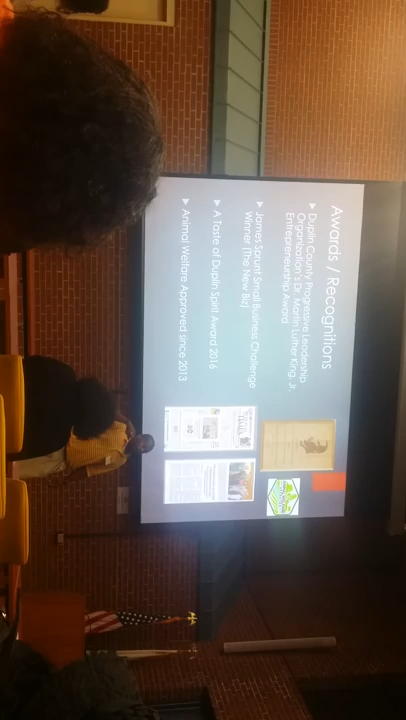 Awards / Recognitions
Duplin County Progressive Leadership
Organization's Dr. Martin Luther King, Jr.
Entrepreneurship Award
James Sprunt Small Business Challenge
Winner (The New Biz)
A Taste of Duplin Spirit Award 2016
Animal Welfare Approved since 2013